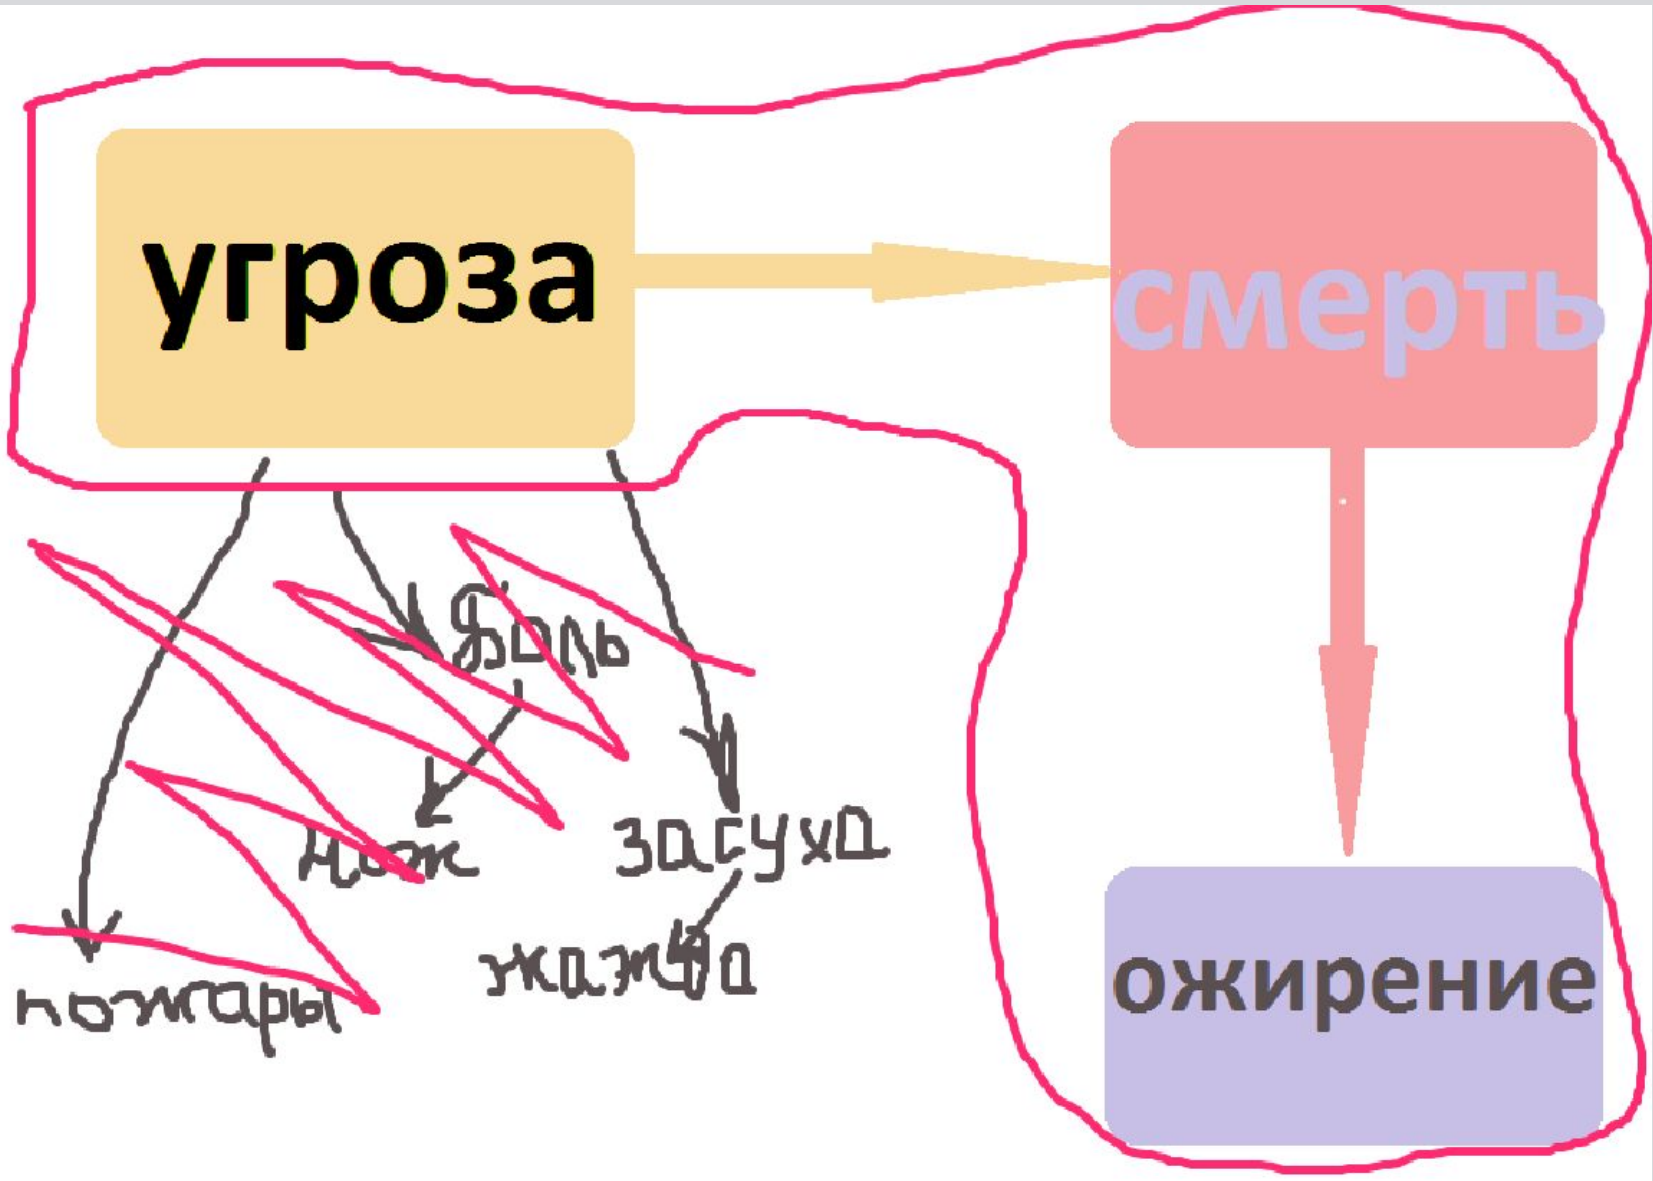 угроза
смерть
боль
нож
засуха
жажда
пожары
ожирение